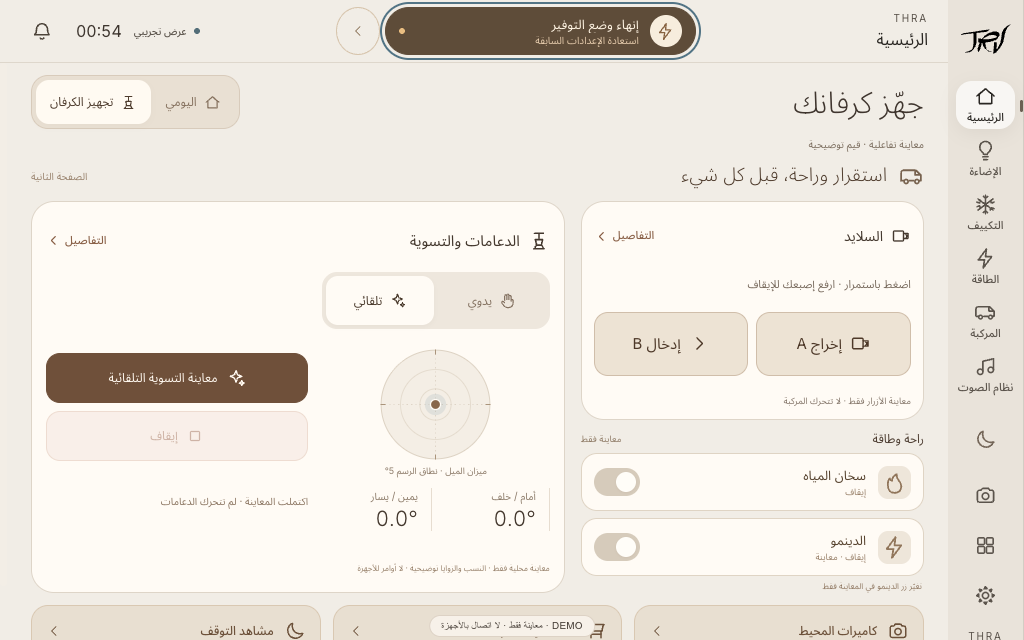 THRA
الرئيسية
إنهاء وضع التوفير
استعادة الإعدادات السابقة
عرض تجريبي
00:54
الرئيسية
الإضاءة
التكييف
الطاقة
المركبة
نظام الصوت
THRA
جهّز كرفانك
اليومي
تجهيز الكرفان
معاينة تفاعلية · قيم توضيحية
استقرار وراحة، قبل كل شيء
الصفحة الثانية
السلايد
التفاصيل
اضغط باستمرار · ارفع إصبعك للإيقاف
إخراج A
إدخال B
معاينة الأزرار فقط · لا تتحرك المركبة
راحة وطاقة
معاينة فقط
سخان المياه
إيقاف
الدينمو
إيقاف · معاينة
تغيّر زر الدينمو في المعاينة فقط
الدعامات والتسوية
التفاصيل
يدوي
تلقائي
معاينة التسوية التلقائية
إيقاف
اكتملت المعاينة · لم تتحرك الدعامات
ميزان الميل · نطاق الرسم 5°
أمام / خلف
0.0°
يمين / يسار
0.0°
معاينة محلية فقط · النسب والزوايا توضيحية · لا أوامر للأجهزة
كاميرات المحيط
DEMO · معاينة فقط · لا اتصال بالأجهزة
مشاهد التوقف